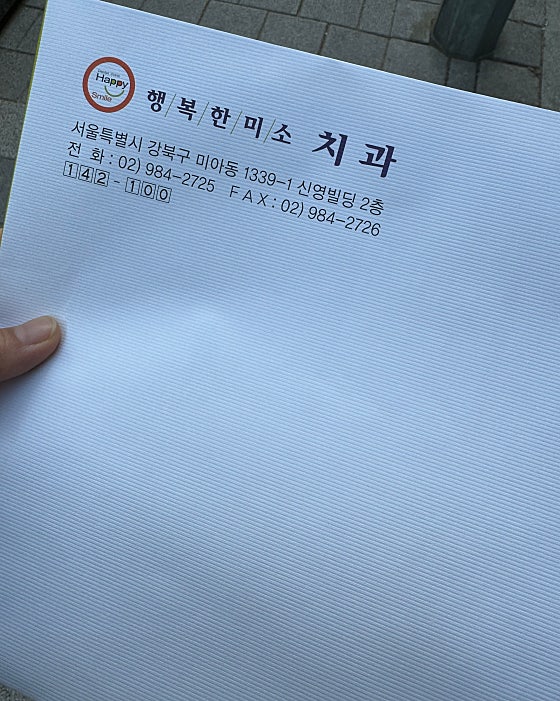 Happy
Smile
행복한미소 치과
서울특별시 강북구 미아동 1339-1 신영빌딩 2층
전 화 : 02) 984-2725 FAX : 02) 984-2726
142-100